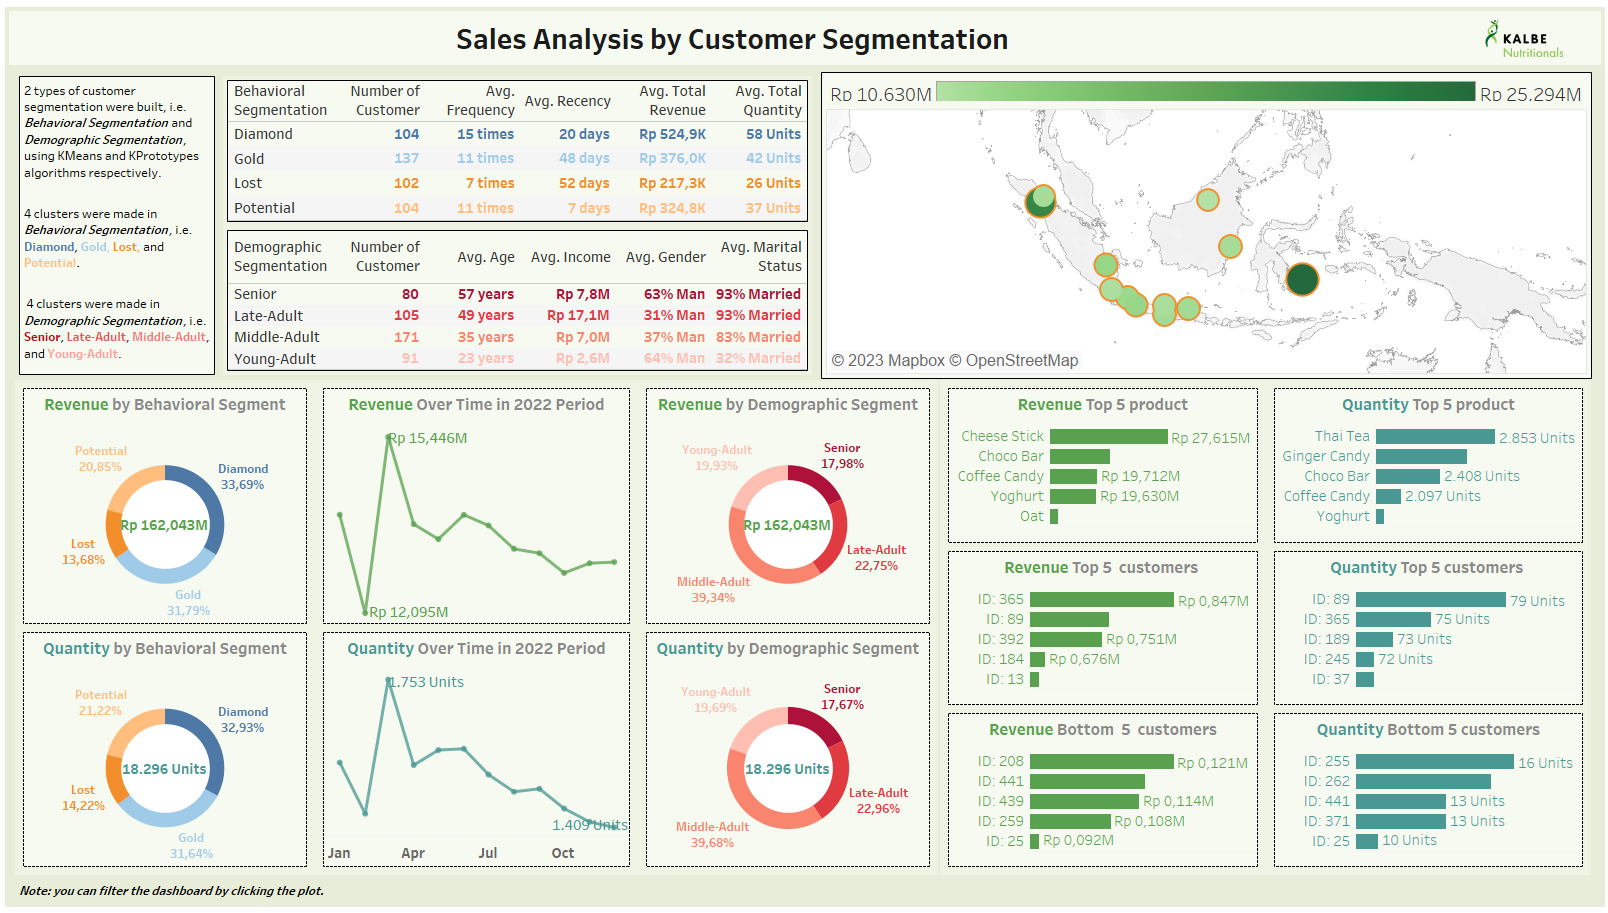 Sales Analysis by Customer Segmentation
KALBE
Nutritionals
2 types of customer
segmentation were built, i.e.
Behavioral Segmentation and
Demographic Segmentation,
using KMeans and KPrototypes
algorithms respectively.
4 clusters were made in
Behavioral Segmentation, i.e.
Diamond, Gold, Lost, and
Potential.
4 clusters were made in
Demographic Segmentation, i.e.
Senior, Late-Adult, Middle-Adult,
and Young-Adult.
Behavioral Segmentation Number of Customer Avg. Frequency Avg. Recency Avg. Total Revenue Avg. Total Quantity
Diamond 104 15 times 20 days Rp 524,9K 58 Units
Gold 137 11 times 48 days Rp 376,0K 42 Units
Lost 102 7 times 52 days Rp 217,3K 26 Units
Potential 104 11 times 7 days Rp 324,8K 37 Units
Demographic Segmentation Number of Customer Avg. Age Avg. Income Avg. Gender Avg. Marital Status
Senior 80 57 years Rp 7,8M 63% Man 93% Married
Late-Adult 105 49 years Rp 17,1M 31% Man 93% Married
Middle-Adult 171 35 years Rp 7,0M 37% Man 83% Married
Young-Adult 91 23 years Rp 2,6M 64% Man 32% Married
Rp 10.630M Rp 25.294M
© 2023 Mapbox © OpenStreetMap
Revenue by Behavioral Segment
Potential
20,85%
Diamond
33,69%
Rp 162,043M
Lost
13,68%
Gold
31,79%
Revenue Over Time in 2022 Period
Rp 15,446M
Rp 12,095M
Revenue by Demographic Segment
Young-Adult
19,93%
Senior
17,98%
Rp 162,043M
Late-Adult
22,75%
Middle-Adult
39,34%
Revenue Top 5 product
Cheese Stick Rp 27,615M
Choco Bar
Coffee Candy Rp 19,712M
Yoghurt Rp 19,630M
Oat
Quantity Top 5 product
Thai Tea 2.853 Units
Ginger Candy
Choco Bar 2.408 Units
Coffee Candy 2.097 Units
Yoghurt
Revenue Top 5 customers
ID: 365 Rp 0,847M
ID: 89
ID: 392 Rp 0,751M
ID: 184 Rp 0,676M
ID: 13
Quantity Top 5 customers
ID: 89 79 Units
ID: 365 75 Units
ID: 189 73 Units
ID: 245 72 Units
ID: 37
Quantity by Behavioral Segment
Potential
21,22%
Diamond
32,93%
18.296 Units
Lost
14,22%
Gold
31,64%
Quantity Over Time in 2022 Period
1.753 Units
1.409 Units
Jan Apr Jul Oct
Quantity by Demographic Segment
Young-Adult
19,69%
Senior
17,67%
18.296 Units
Late-Adult
22,96%
Middle-Adult
39,68%
Revenue Bottom 5 customers
ID: 208 Rp 0,121M
ID: 441
ID: 439 Rp 0,114M
ID: 259 Rp 0,108M
ID: 25 Rp 0,092M
Quantity Bottom 5 customers
ID: 255 16 Units
ID: 262
ID: 441 13 Units
ID: 371 13 Units
ID: 25 10 Units
Note: you can filter the dashboard by clicking the plot.